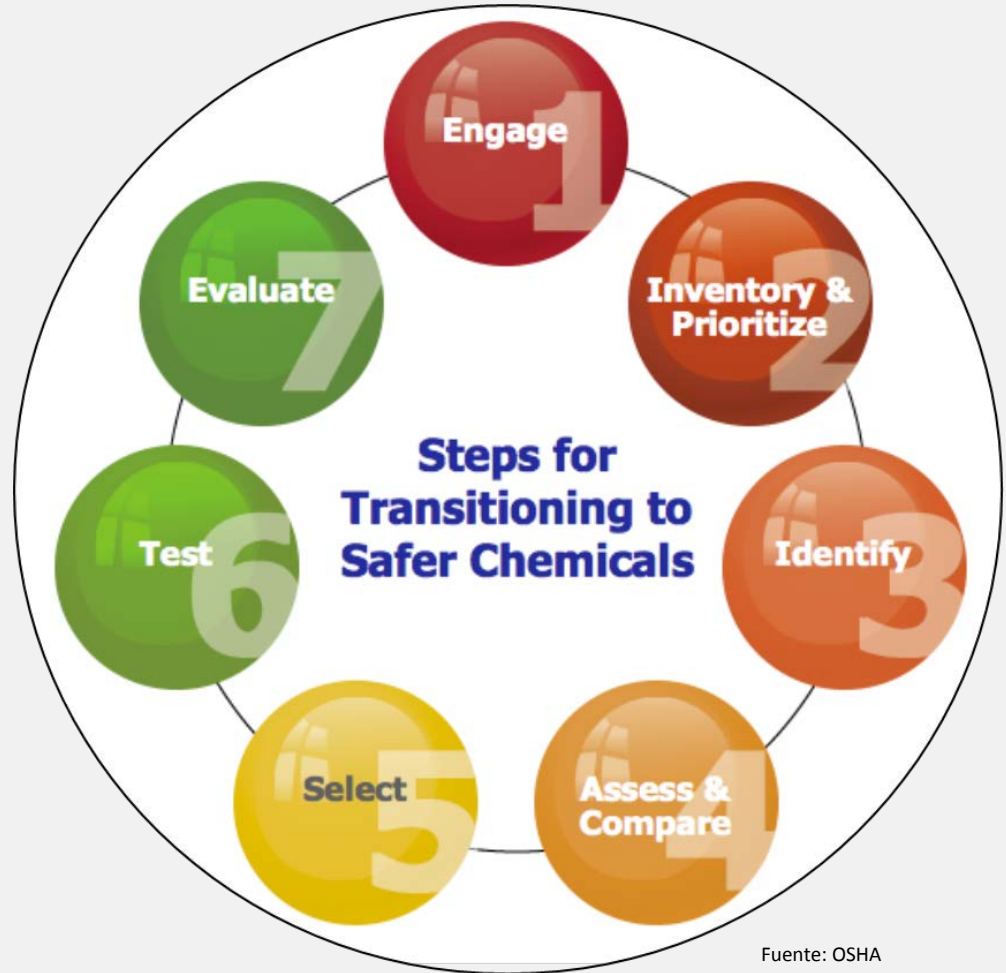 Engage
1
Inventory &
Prioritize
2
Identify
3
Assess &
Compare
4
Select
5
Test
6
Evaluate
7
Steps for
Transitioning to
Safer Chemicals
Fuente: OSHA